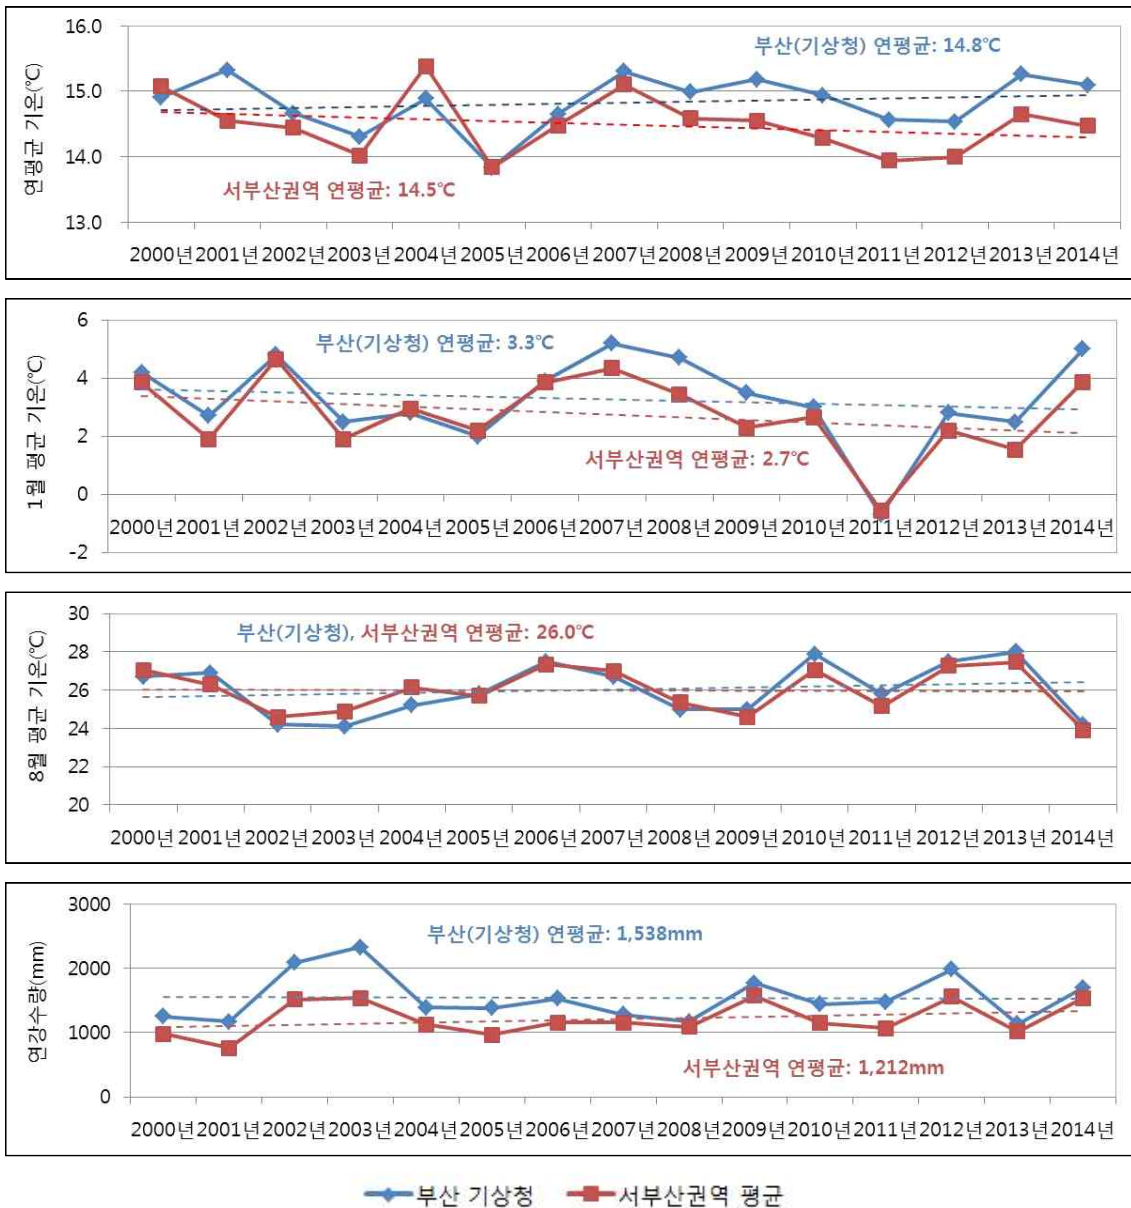 16.0
부산(기상청) 연평균: 14.8℃
15.0
14.0
서부산권역 연평균: 14.5℃
13.0
연평균 기온(℃)
2000년 2001년 2002년 2003년 2004년 2005년 2006년 2007년 2008년 2009년 2010년 2011년 2012년 2013년 2014년
6
부산(기상청) 연평균: 3.3℃
4
2
서부산권역 연평균: 2.7℃
0
-2
1월 평균 기온(℃)
2000년 2001년 2002년 2003년 2004년 2005년 2006년 2007년 2008년 2009년 2010년 2011년 2012년 2013년 2014년
30
부산(기상청), 서부산권역 연평균: 26.0℃
28
26
24
22
20
8월 평균 기온(℃)
2000년 2001년 2002년 2003년 2004년 2005년 2006년 2007년 2008년 2009년 2010년 2011년 2012년 2013년 2014년
3000
부산(기상청) 연평균: 1,538mm
2000
1000
서부산권역 연평균: 1,212mm
0
연강수량(mm)
2000년 2001년 2002년 2003년 2004년 2005년 2006년 2007년 2008년 2009년 2010년 2011년 2012년 2013년 2014년
부산 기상청 서부산권역 평균